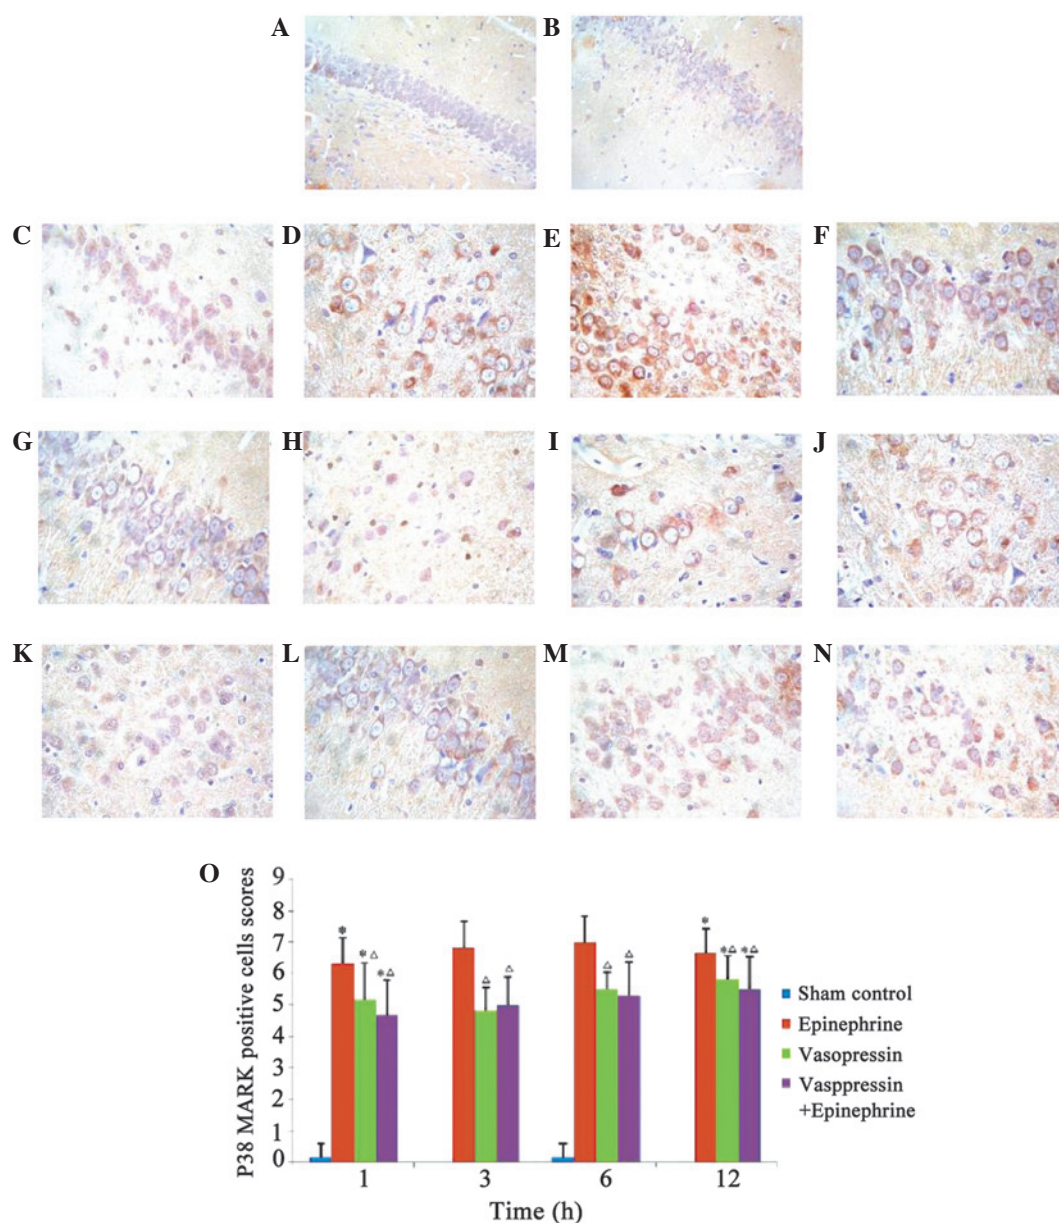 A B
C D E F
G H I J
K L M N
O
P38 MARK positive cells scores
9
8
7
6
5
4
3
2
1
0
* * △ *△
△ △
△ △
* *△ *△
1 3 6 12
Time (h)
Sham control
Epinephrine
Vasopressin
Vasppressin
+Epinephrine